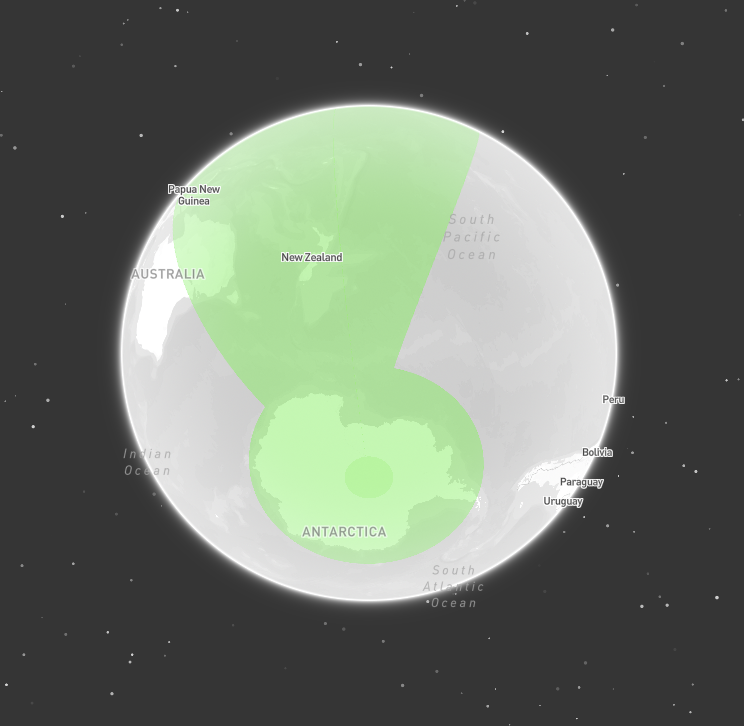 Papua New
Guinea
South
Pacific
Ocean
New Zealand
AUSTRALIA
Peru
Indian
Ocean
Bolivia
Paraguay
Uruguay
ANTARCTICA
South
Atlantic
Ocean